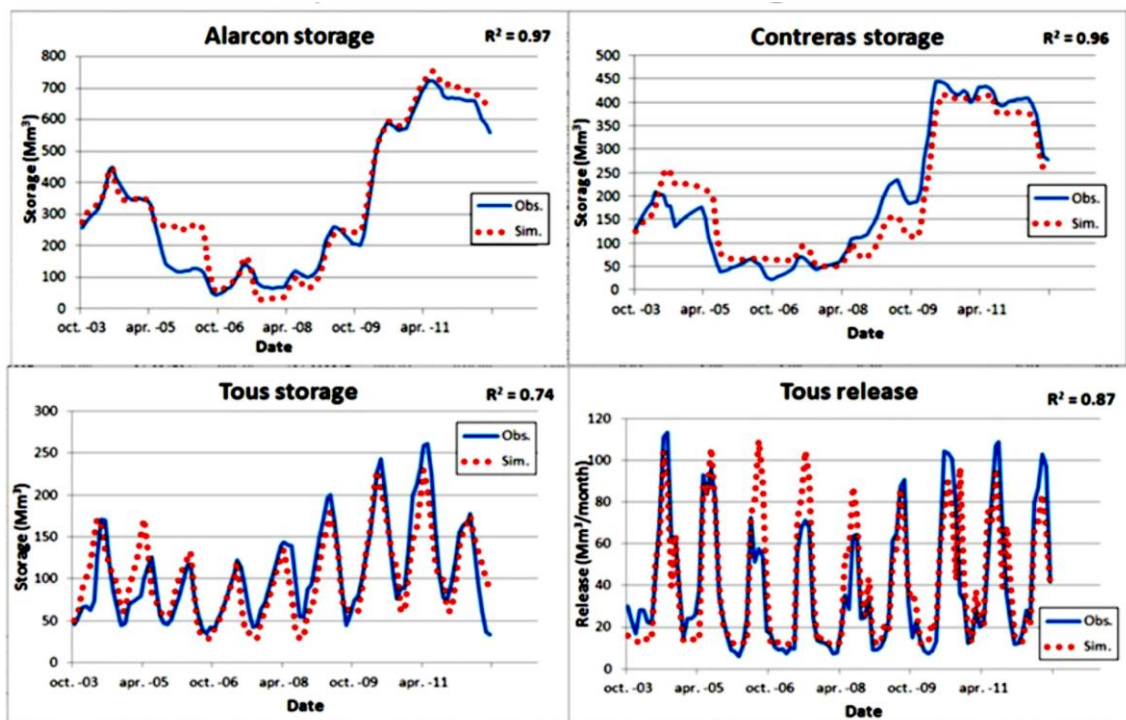 Alarcon storage
R² = 0.97
Storage (Mm³)
800
700
600
500
400
300
200
100
0
Obs.
Sim.
oct. -03 apr. -05 oct. -06 apr. -08 oct. -09 apr. -11
Date
Contreras storage
R² = 0.96
Storage (Mm³)
500
450
400
350
300
250
200
150
100
50
0
Obs.
Sim.
oct. -03 apr. -05 oct. -06 apr. -08 oct. -09 apr. -11
Date
Tous storage
R² = 0.74
Storage (Mm³)
300
250
200
150
100
50
0
Obs.
Sim.
oct. -03 apr. -05 oct. -06 apr. -08 oct. -09 apr. -11
Date
Tous release
R² = 0.87
Release (Mm³/month)
120
100
80
60
40
20
0
Obs.
Sim.
oct. -03 apr. -05 oct. -06 apr. -08 oct. -09 apr. -11
Date